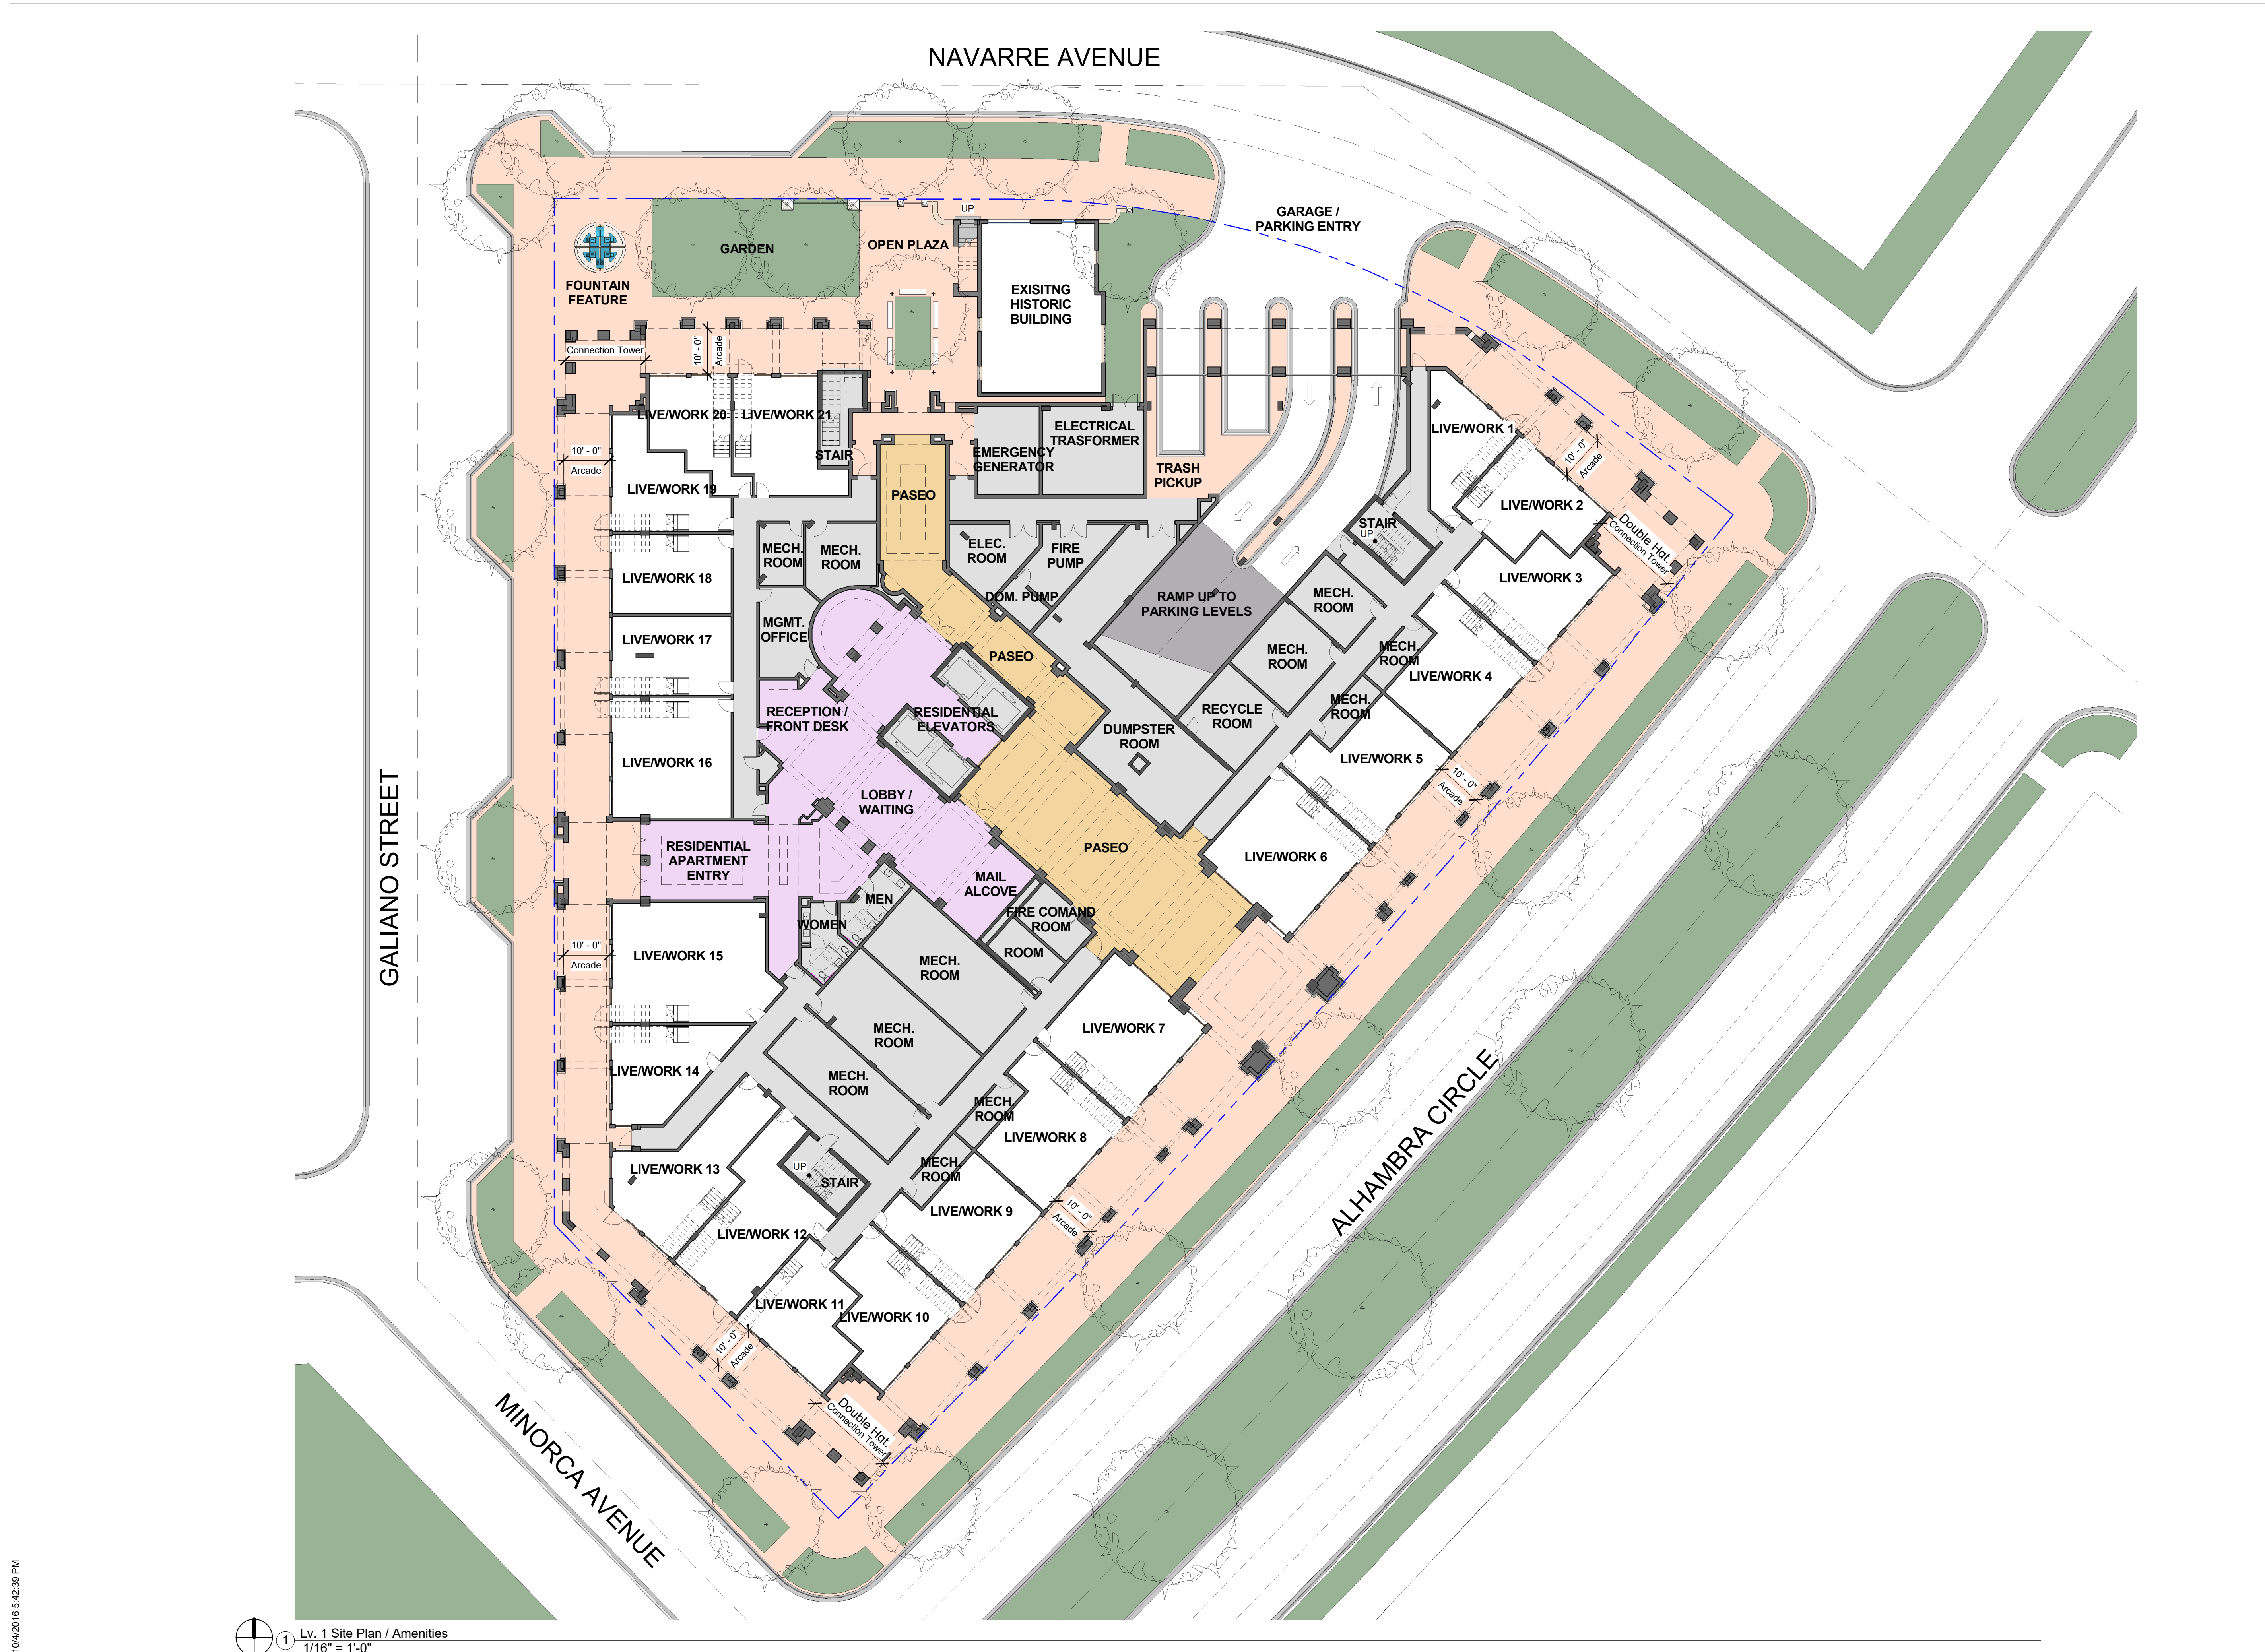 NAVARRE AVENUE
GARAGE /
PARKING ENTRY
UP
GARDEN
OPEN PLAZA
FOUNTAIN
FEATURE
EXISITNG
HISTORIC
BUILDING
Connection Tower
10' - 0"
Arcade
LIVE/WORK 20
LIVE/WORK 21
STAIR
EMERGENCY
GENERATOR
ELECTRICAL
TRASFORMER
TRASH
PICKUP
LIVE/WORK 1
10' - 0"
Arcade
10' - 0"
Arcade
LIVE/WORK 19
PASEO
LIVE/WORK 2
STAIR
UP
Double Hat.
Connection Tower
MECH.
ROOM
MECH.
ROOM
ELEC.
ROOM
FIRE
PUMP
LIVE/WORK 18
LIVE/WORK 3
DOM. PUMP
RAMP UP TO
PARKING LEVELS
MECH.
ROOM
MGMT.
OFFICE
LIVE/WORK 17
PASEO
MECH.
ROOM
MECH.
ROOM
LIVE/WORK 4
RECEPTION /
FRONT DESK
RESIDENTIAL
ELEVATORS
RECYCLE
ROOM
MECH.
ROOM
DUMPSTER
ROOM
LIVE/WORK 16
LIVE/WORK 5
10' - 0"
Arcade
LOBBY /
WAITING
GALIANO STREET
RESIDENTIAL
APARTMENT
ENTRY
PASEO
LIVE/WORK 6
MAIL
ALCOVE
MEN
WOMEN
FIRE COMAND
ROOM
ROOM
10' - 0"
Arcade
LIVE/WORK 15
MECH.
ROOM
MECH.
ROOM
LIVE/WORK 7
LIVE/WORK 14
MECH.
ROOM
MECH.
ROOM
LIVE/WORK 8
ALHAMBRA CIRCLE
LIVE/WORK 13
UP
STAIR
MECH.
ROOM
LIVE/WORK 9
10' - 0"
Arcade
LIVE/WORK 12
LIVE/WORK 11
LIVE/WORK 10
10' - 0"
Arcade
Double Hat.
Connection Tower
MINORCA AVENUE
10/4/2016 5:42:39 PM
1
Lv. 1 Site Plan / Amenities
1/16" = 1'-0"